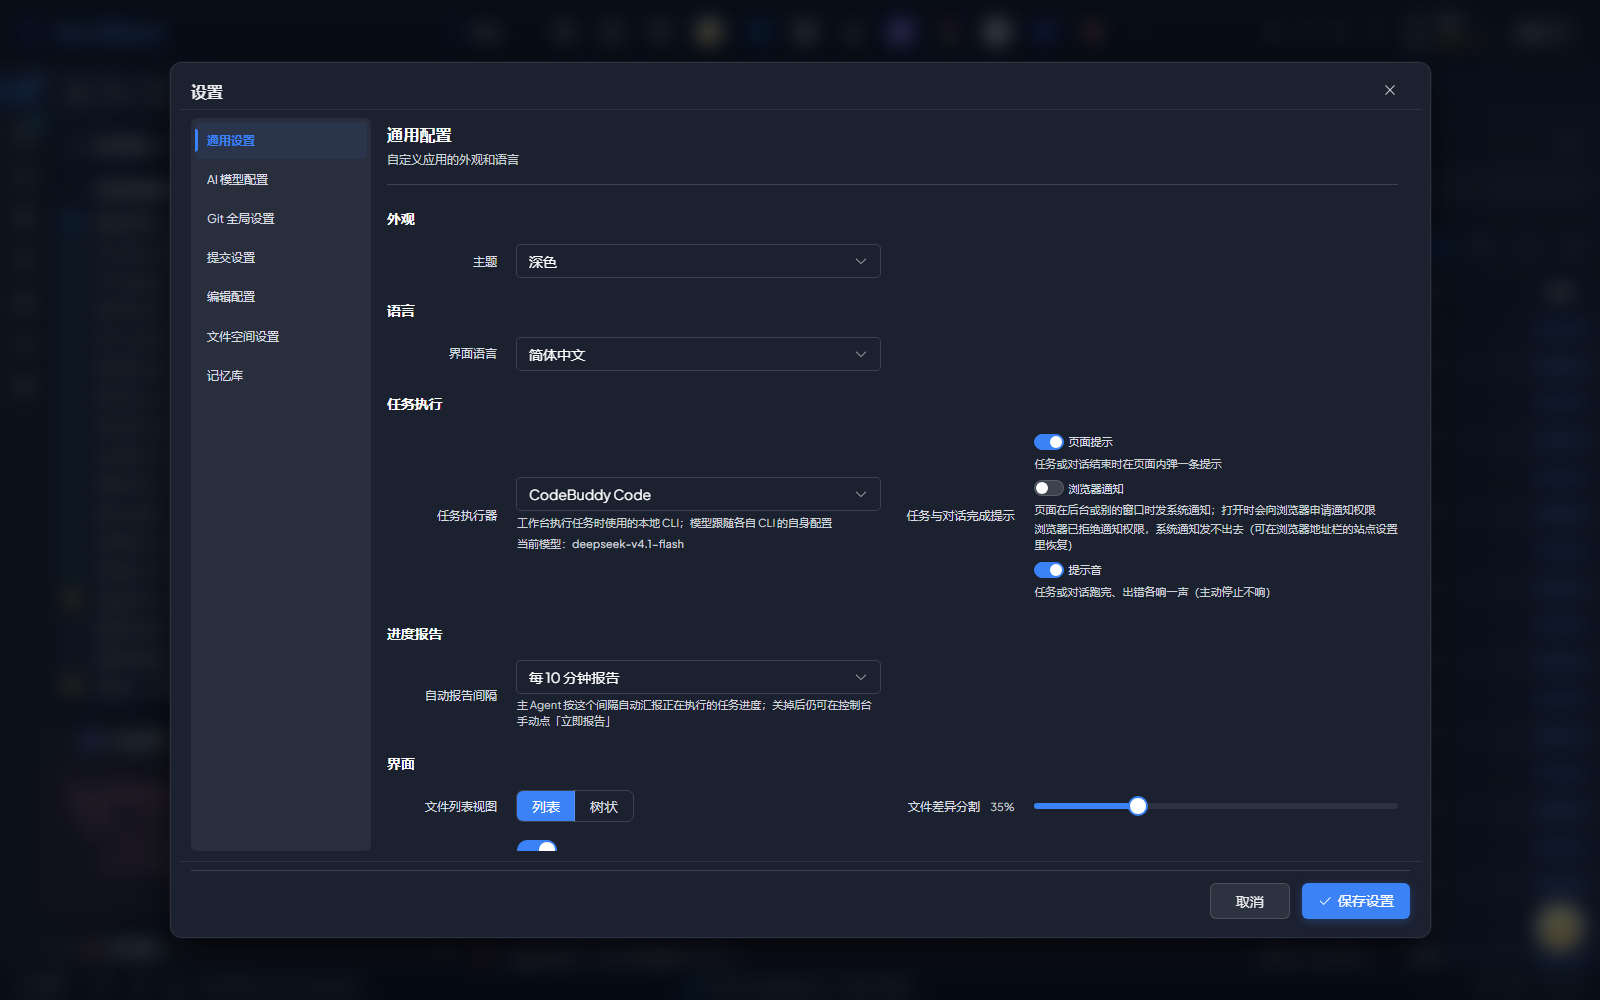 设置
通用设置
AI 模型配置
Git 全局设置
提交设置
编辑配置
文件空间设置
记忆库
通用配置
自定义应用的外观和语言
外观
主题
深色
语言
界面语言
简体中文
任务执行
任务执行器
CodeBuddy Code
工作台执行任务时使用的本地 CLI；模型跟随各自 CLI 的自身配置
当前模型：deepseek-v4.1-flash
任务与对话完成提示
页面提示
任务或对话结束时在页面内弹一条提示
浏览器通知
页面在后台或别的窗口时发系统通知；打开时会向浏览器申请通知权限
浏览器已拒绝通知权限，系统通知发不出去（可在浏览器地址栏的站点设置
里恢复）
提示音
任务或对话跑完、出错各响一声（主动停止不响）
进度报告
自动报告间隔
每 10 分钟报告
主 Agent 按这个间隔自动汇报正在执行的任务进度；关掉后仍可在控制台
手动点「立即报告」
界面
文件列表视图
列表
树状
文件差异分割 35%
取消
保存设置